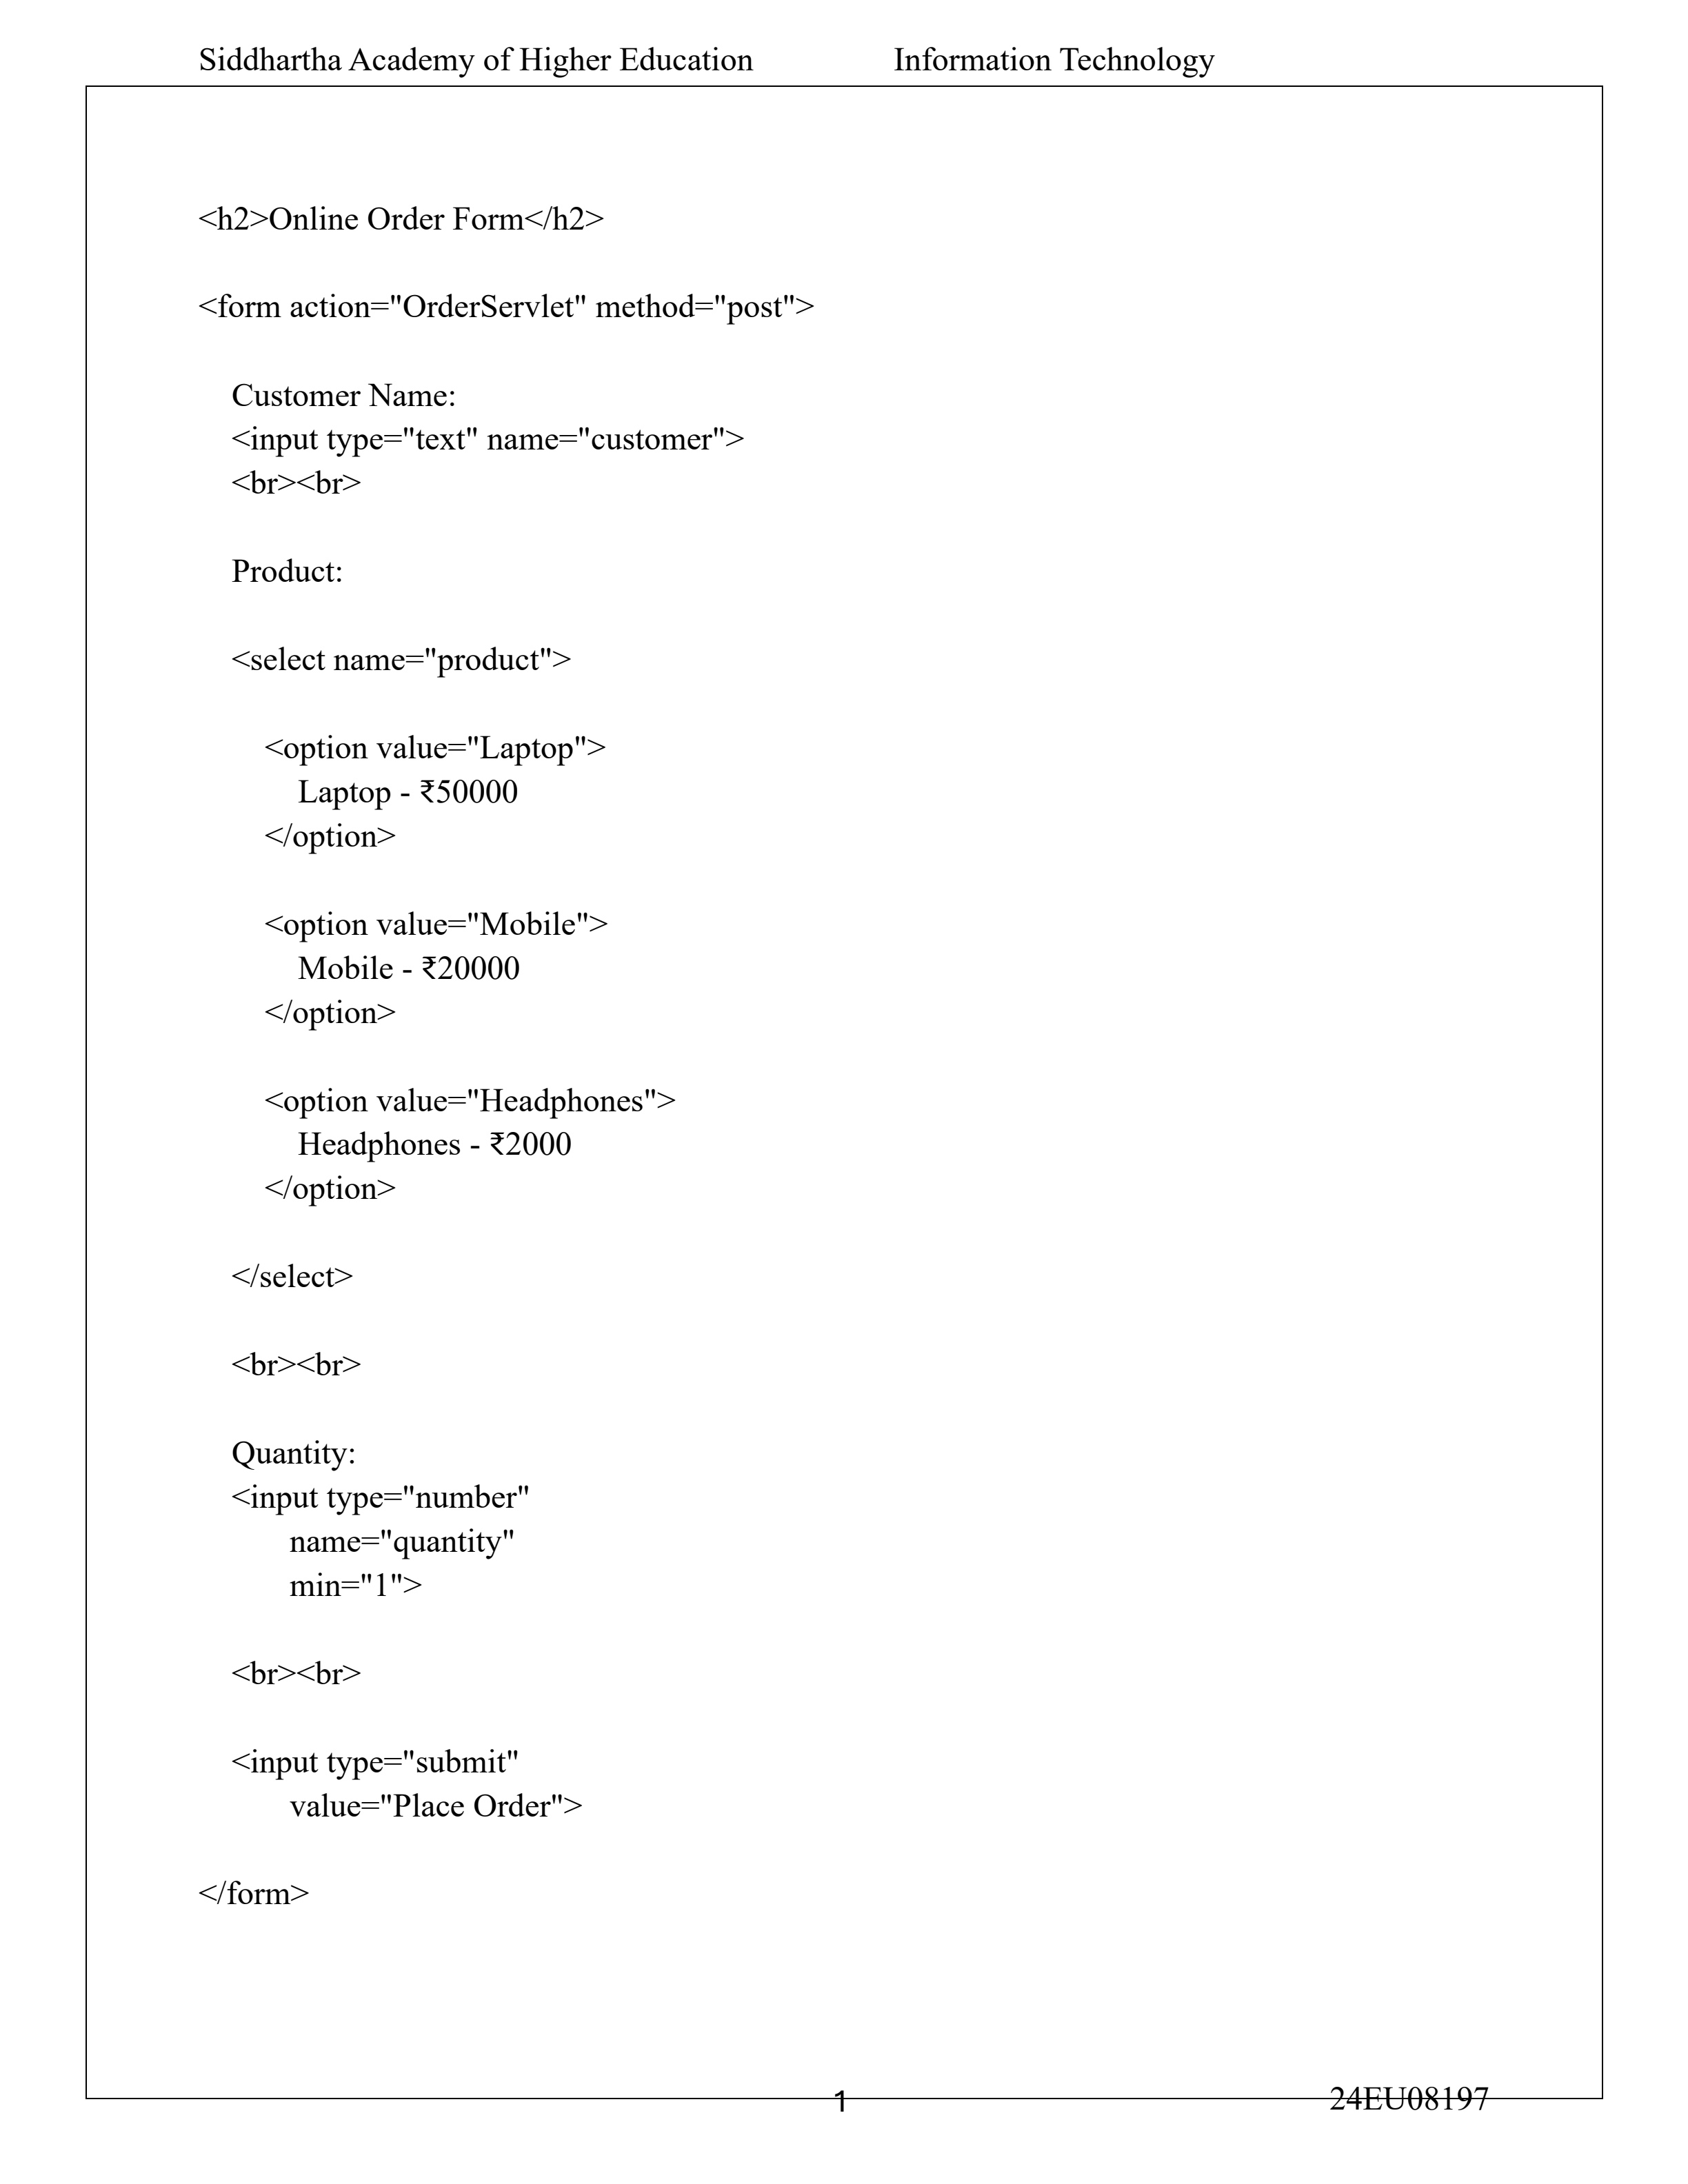 Siddhartha Academy of Higher Education Information Technology
<h2>Online Order Form</h2>
<form action="OrderServlet" method="post">
Customer Name:
<input type="text" name="customer">
<br><br>
Product:
<select name="product">
<option value="Laptop">
Laptop - ₹50000
</option>
<option value="Mobile">
Mobile - ₹20000
</option>
<option value="Headphones">
Headphones - ₹2000
</option>
</select>
<br><br>
Quantity:
<input type="number"
name="quantity"
min="1">
<br><br>
<input type="submit"
value="Place Order">
</form>
1 24EU08197